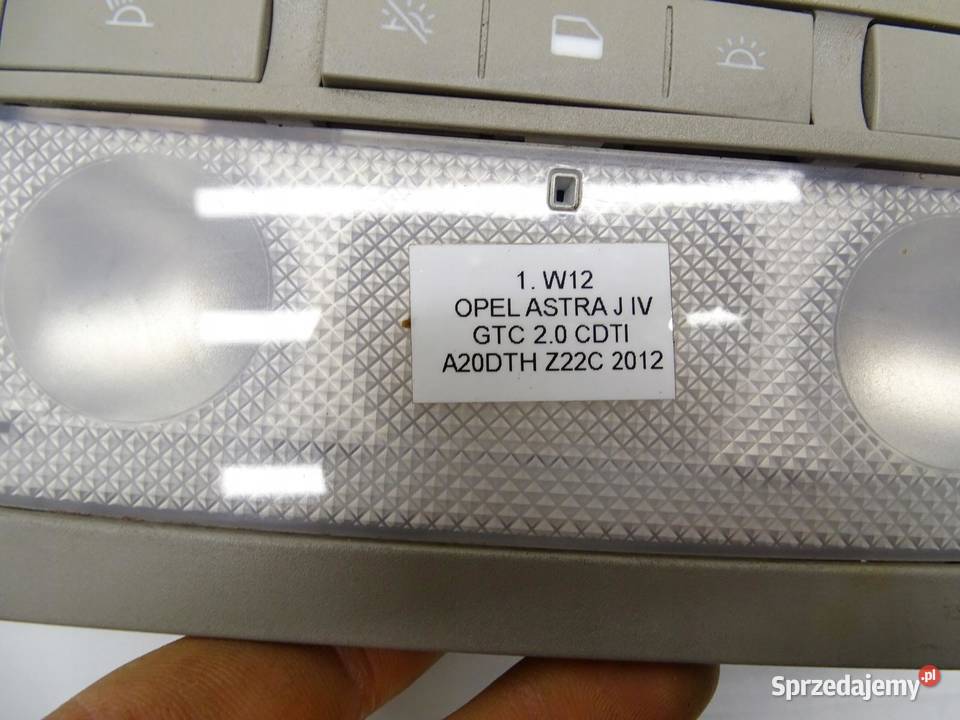 1. W12
OPEL ASTRA J IV
GTC 2.0 CDTI
A20DTH Z22C 2012
Sprzedajemy.pl